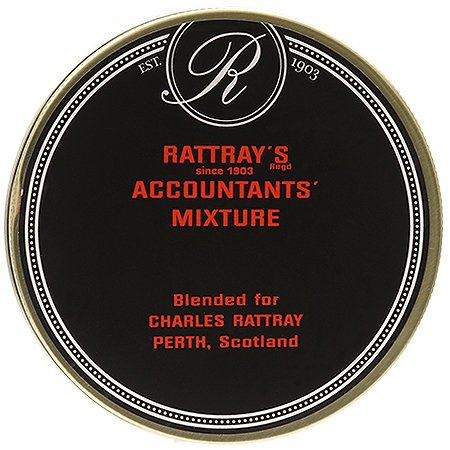 EST. R 1903
RATTRAY'S
since 1903 Regd
ACCOUNTANTS'
MIXTURE
Blended for
CHARLES RATTRAY
PERTH, Scotland